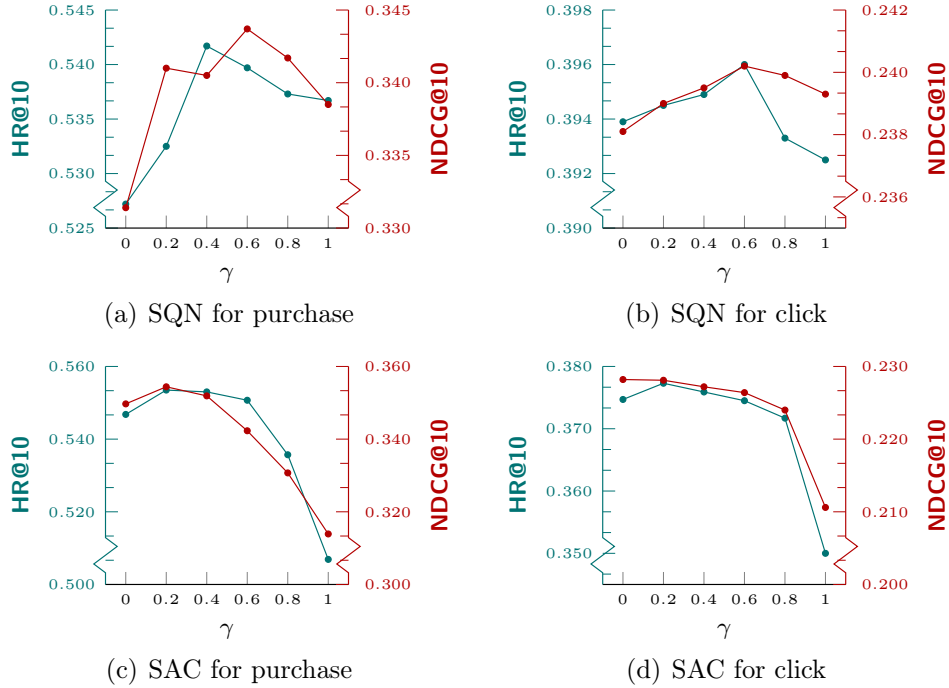 0.545
0.540
0.535
0.530
0.525
HR@10
0.345
0.340
0.335
0.330
NDCG@10
0 0.2 0.4 0.6 0.8 1
γ
(a) SQN for purchase
0.398
0.396
0.394
0.392
0.390
HR@10
0.242
0.240
0.238
0.236
NDCG@10
0 0.2 0.4 0.6 0.8 1
γ
(b) SQN for click
0.560
0.540
0.520
0.500
HR@10
0.360
0.340
0.320
0.300
NDCG@10
0 0.2 0.4 0.6 0.8 1
γ
(c) SAC for purchase
0.380
0.370
0.360
0.350
HR@10
0.230
0.220
0.210
0.200
NDCG@10
0 0.2 0.4 0.6 0.8 1
γ
(d) SAC for click